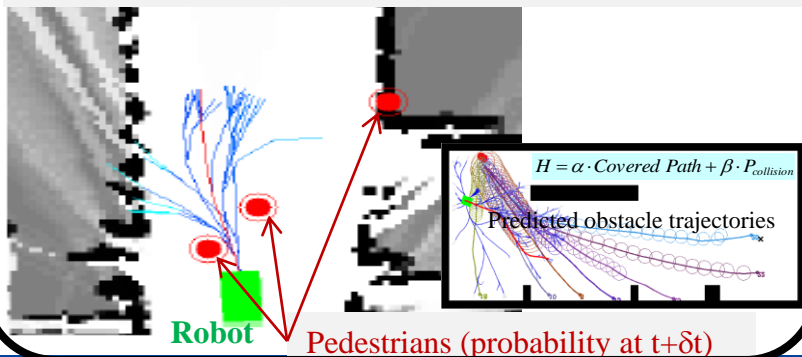 H = α · Covered Path + β · P_collision
Predicted obstacle trajectories
Robot
Pedestrians (probability at t+δt)